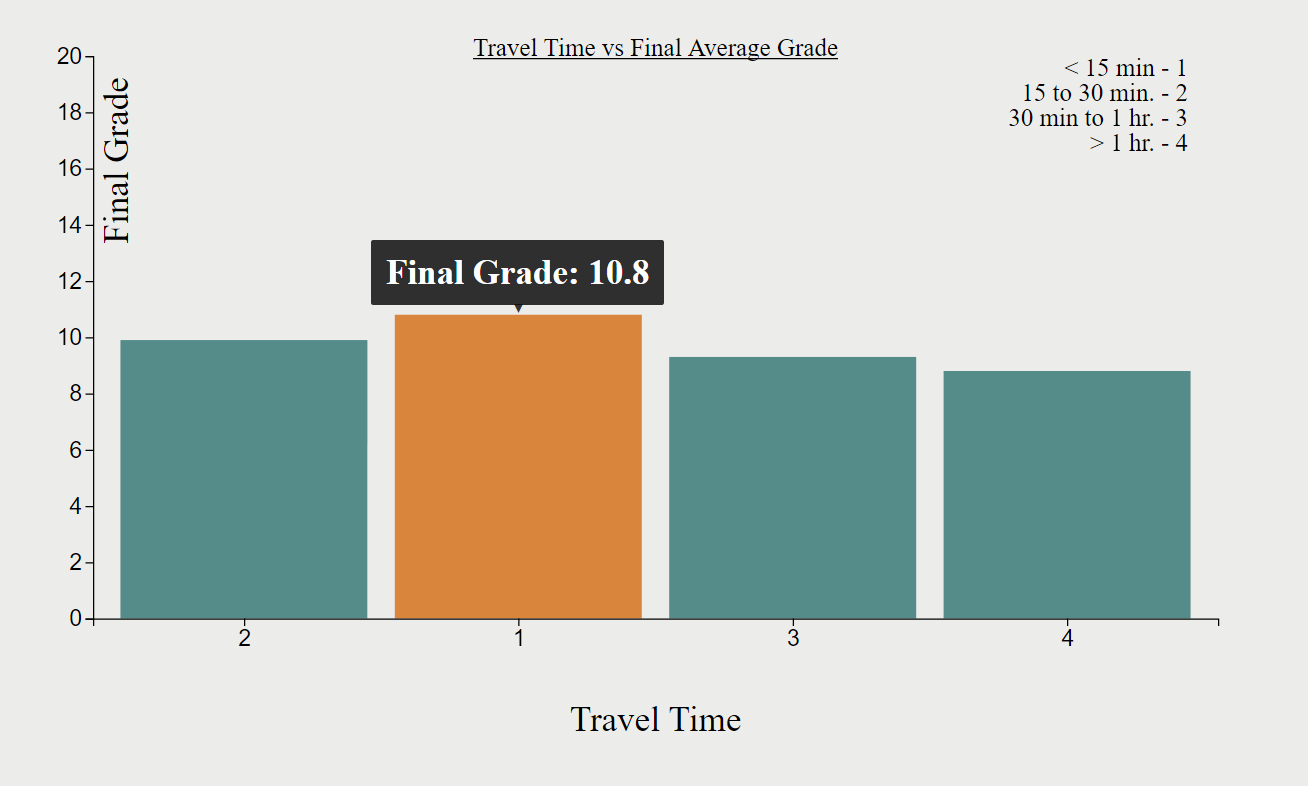 Travel Time vs Final Average Grade
< 15 min - 1
15 to 30 min. - 2
30 min to 1 hr. - 3
> 1 hr. - 4
Final Grade
20
18
16
14
12
10
8
6
4
2
0
Final Grade: 10.8
2 1 3 4
Travel Time